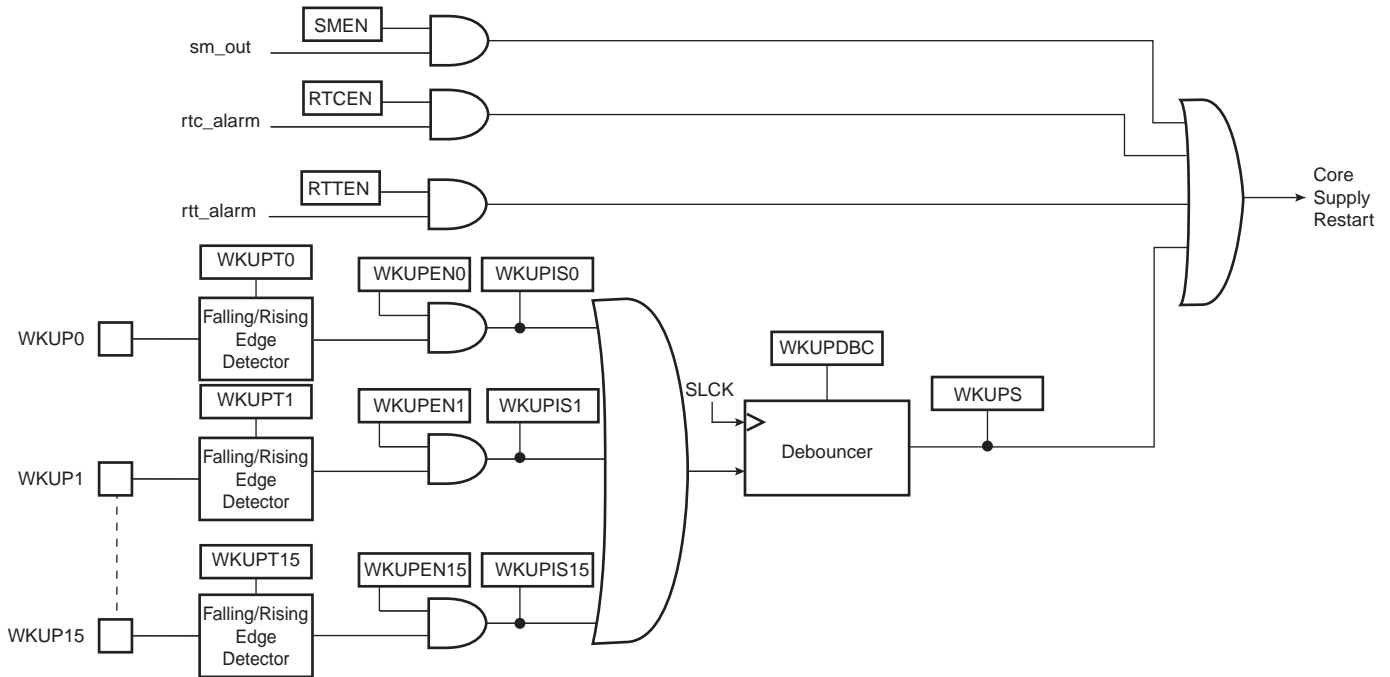 SMEN
sm_out
RTCEN
rtc_alarm
RTTEN
rtt_alarm
Core
Supply
Restart
WKUPT0
WKUPEN0
WKUPIS0
Falling/Rising
Edge
Detector
WKUP0
WKUPT1
WKUPEN1
WKUPIS1
Falling/Rising
Edge
Detector
WKUP1
SLCK
WKUPDBC
Debouncer
WKUPS
WKUPT15
WKUPEN15
WKUPIS15
Falling/Rising
Edge
Detector
WKUP15